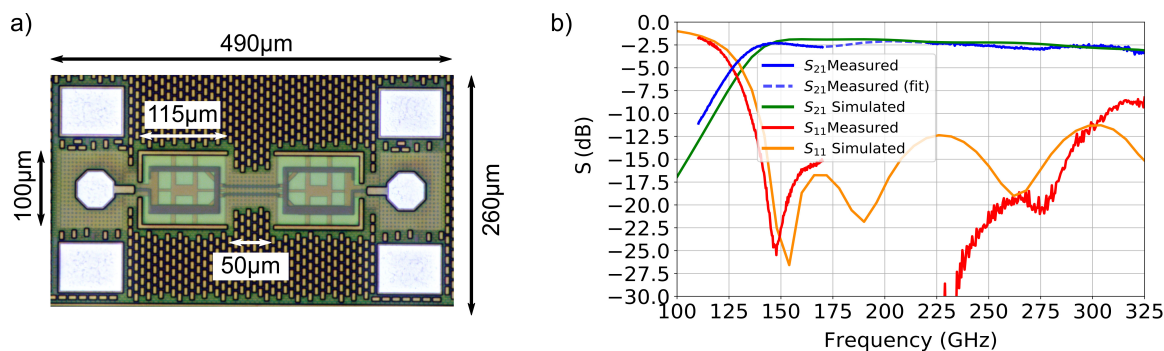 a)
490μm
115μm
100μm
260μm
50μm
b)
S (dB)
0.0
−2.5
−5.0
−7.5
−10.0
−12.5
−15.0
−17.5
−20.0
−22.5
−25.0
−27.5
−30.0
S21Measured
S21Measured (fit)
S21 Simulated
S11Measured
S11 Simulated
100 125 150 175 200 225 250 275 300 325
Frequency (GHz)